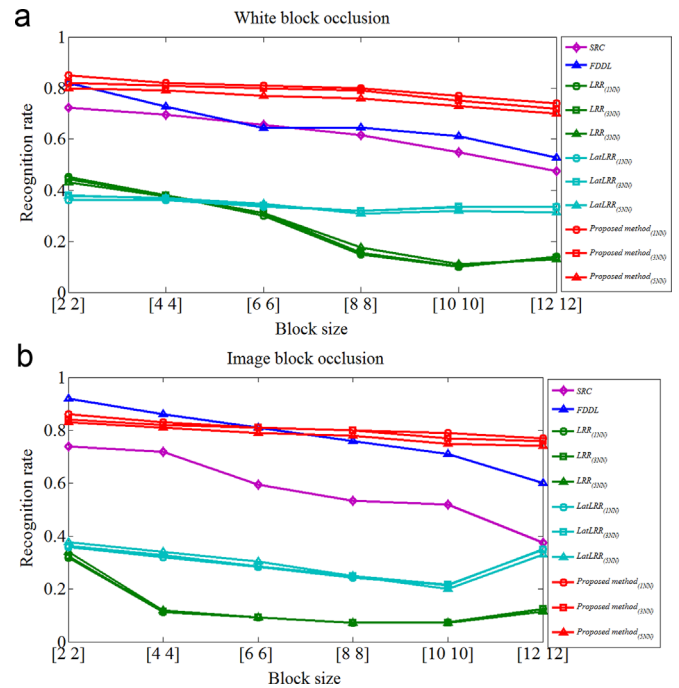 a
White block occlusion
Recognition rate
1
0.8
0.6
0.4
0.2
0
[2 2] [4 4] [6 6] [8 8] [10 10] [12 12]
Block size
SRC
FDDL
LRR(1NN)
LRR(3NN)
LRR(5NN)
LatLRR(1NN)
LatLRR(3NN)
LatLRR(5NN)
Proposed method(1NN)
Proposed method(3NN)
Proposed method(5NN)
b
Image block occlusion
Recognition rate
1
0.8
0.6
0.4
0.2
0
[2 2] [4 4] [6 6] [8 8] [10 10] [12 12]
Block size
SRC
FDDL
LRR(1NN)
LRR(3NN)
LRR(5NN)
LatLRR(1NN)
LatLRR(3NN)
LatLRR(5NN)
Proposed method(1NN)
Proposed method(3NN)
Proposed method(5NN)